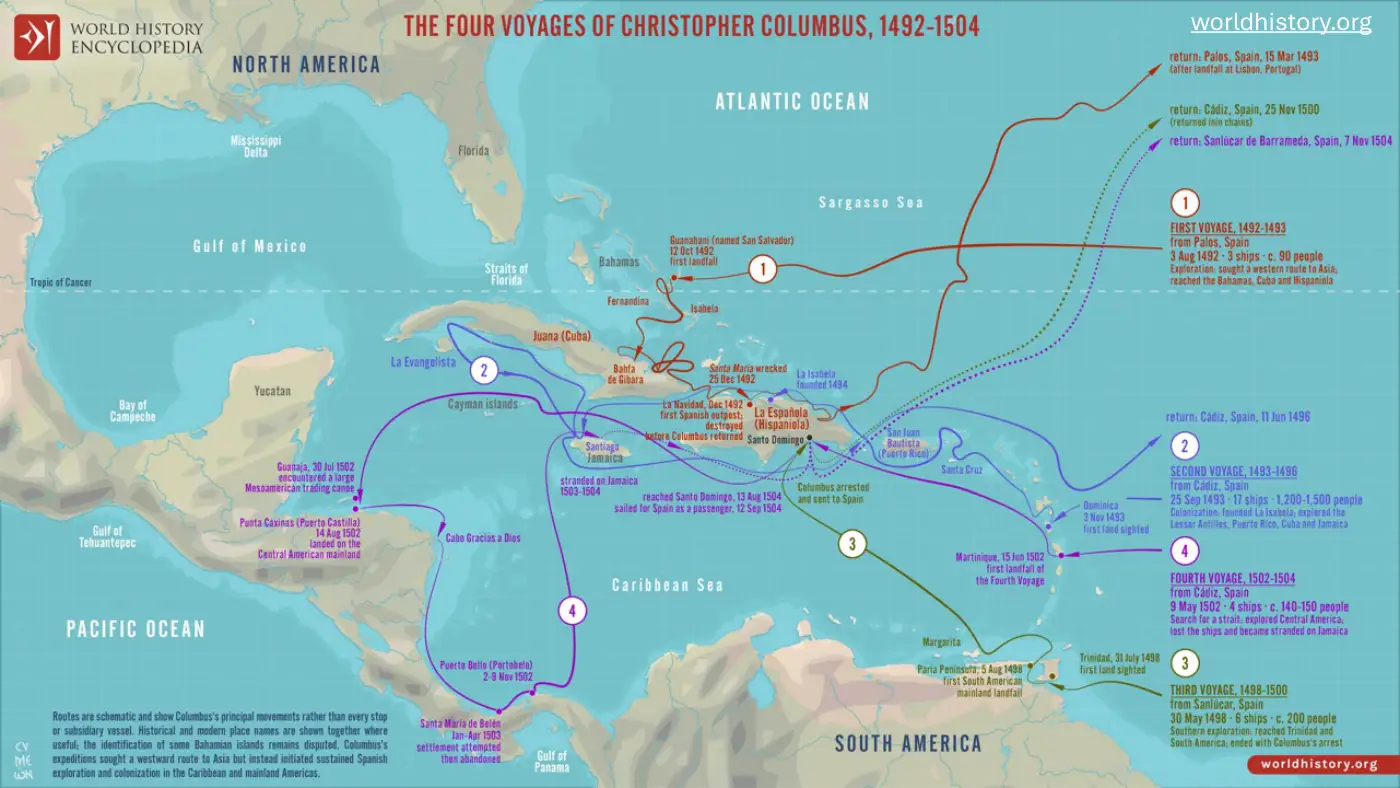 WORLD HISTORY
ENCYCLOPEDIA
THE FOUR VOYAGES OF CHRISTOPHER COLUMBUS, 1492-1504
worldhistory.org
NORTH AMERICA
ATLANTIC OCEAN
return: Palos, Spain, 15 Mar 1493
(after landfall at Lisbon, Portugal)
return: Cádiz, Spain, 25 Nov 1500
(returned inin chains)
return: Sanlúcar de Barrameda, Spain, 7 Nov 1504
Mississippi
Delta
Florida
Sargasso Sea
Gulf of Mexico
Straits of
Florida
Bahamas
Guanahani (named San Salvador)
12 Oct 1492
first landfall
1
1
FIRST VOYAGE, 1492-1493
from Palos, Spain
3 Aug 1492 · 3 ships · c. 90 people
Exploration: sought a western route to Asia;
reached the Bahamas, Cuba and Hispaniola
Tropic of Cancer
Fernandina
Isabela
Juana (Cuba)
La Evangelista
2
Bahía
de Gibara
Santa Maria wrecked
25 Dec 1492
La Isabela
founded 1494
Yucatan
Cayman islands
La Navidad, Dec 1492
first Spanish outpost;
destroyed
before Columbus returned
La Española
(Hispaniola)
Santo Domingo
Bay of
Campeche
return: Cádiz, Spain, 11 Jun 1496
San Juan
Bautista
(Puerto Rico)
Santa Cruz
Santiago
Jamaica
2
SECOND VOYAGE, 1493-1496
from Cádiz, Spain
25 Sep 1493 · 17 ships · 1,200-1,500 people
Colonization: founded La Isabela; explored the
Lesser Antilles, Puerto Rico, Cuba and Jamaica
Guanaja, 30 Jul 1502
encountered a large
Mesoamerican trading canoe
stranded on Jamaica
1503-1504
reached Santo Domingo, 13 Aug 1504
sailed for Spain as a passenger, 12 Sep 1504
Columbus arrested
and sent to Spain
Dominica
3 Nov 1493
first land sighted
Punta Caxinas (Puerto Castilla)
14 Aug 1502
landed on the
Central American mainland
Gulf of
Tehuantepec
Cabo Gracias a Dios
3
Martinique, 15 Jun 1502
first landfall of
the Fourth Voyage
4
FOURTH VOYAGE, 1502-1504
from Cádiz, Spain
9 May 1502 · 4 ships · c. 140-150 people
Search for a strait: explored Central America;
lost the ships and became stranded on Jamaica
Caribbean Sea
4
PACIFIC OCEAN
Margarita
Puerto Bello (Portobelo)
2-9 Nov 1502
Paria Peninsula, 5 Aug 1498
first South American
mainland landfall
Trinidad, 31 July 1498
first land sighted
3
THIRD VOYAGE, 1498-1500
from Sanlúcar, Spain
30 May 1498 · 6 ships · c. 200 people
Southern exploration: reached Trinidad and
South America; ended with Columbus's arrest
Santa María de Belén
Jan-Apr 1503
settlement attempted
then abandoned
Gulf of
Panama
SOUTH AMERICA
Routes are schematic and show Columbus's principal movements rather than every stop
or subsidiary vessel. Historical and modern place names are shown together where
useful; the identification of some Bahamian islands remains disputed. Columbus's
expeditions sought a westward route to Asia but instead initiated sustained Spanish
exploration and colonization in the Caribbean and mainland Americas.
worldhistory.org